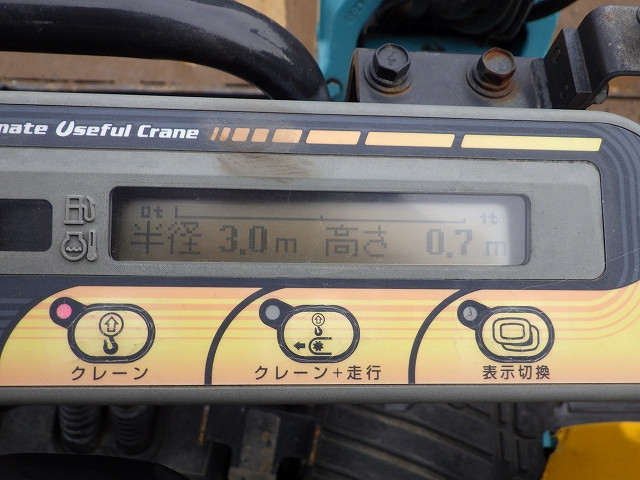 mate Useful Crane
0t 1t
半径 3.0m 高さ 0.7m
クレーン クレーン+走行 表示切換